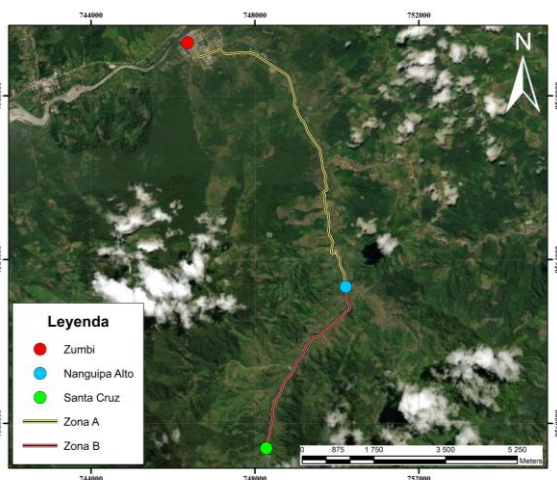 744000 748000 752000
N
Leyenda
Zumbi
Nanguipa Alto
Santa Cruz
Zona A
Zona B
0 875 1 750 3 500 5 250
Meters
744000 748000 752000